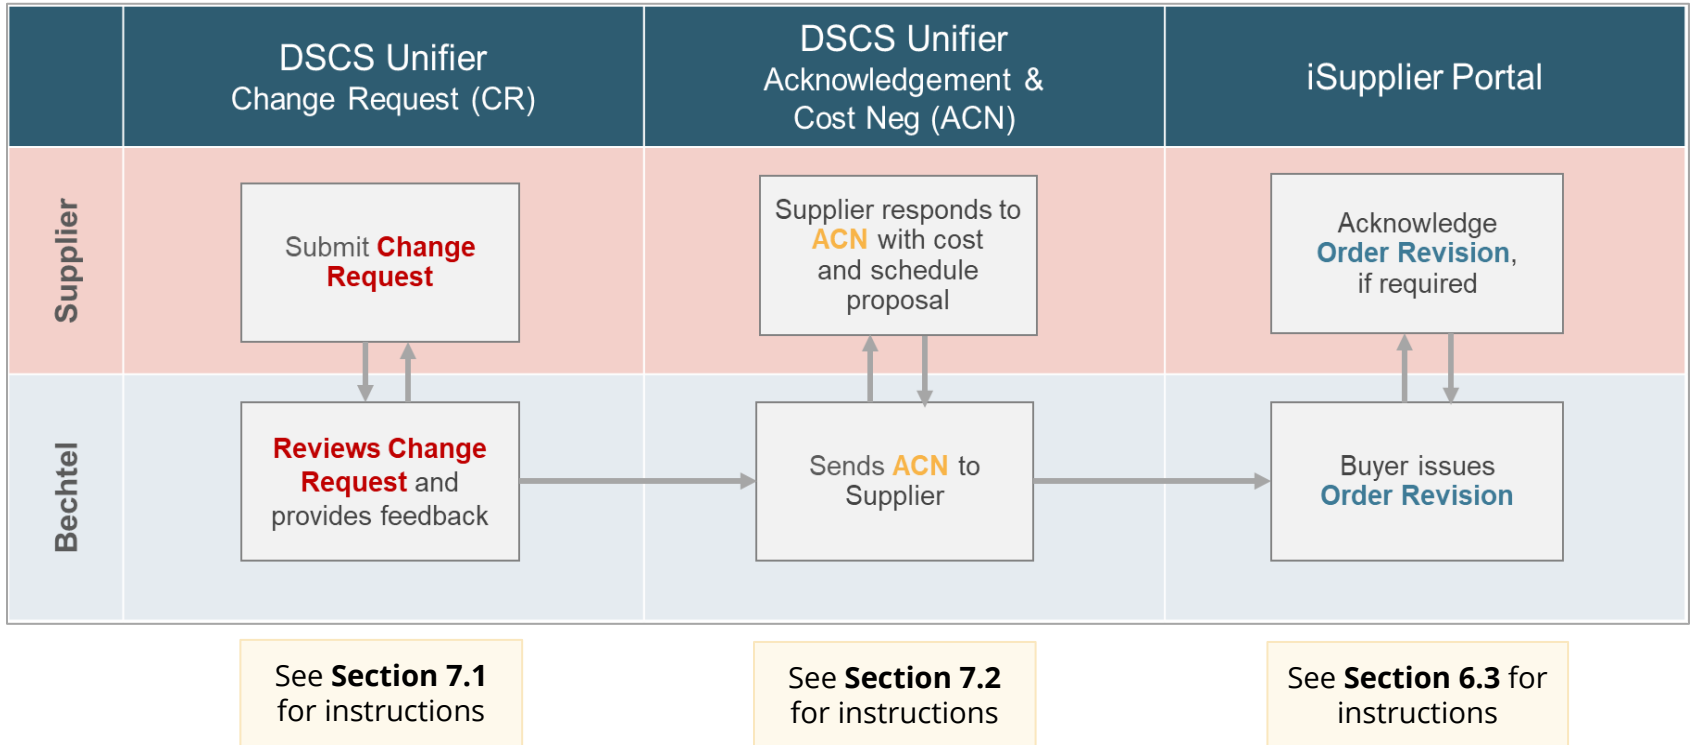 DSCS Unifier
Change Request (CR)
DSCS Unifier
Acknowledgement &
Cost Neg (ACN)
iSupplier Portal
Supplier
Submit Change
Request
Supplier responds to
ACN with cost
and schedule
proposal
Acknowledge
Order Revision,
if required
Bechtel
Reviews Change
Request and
provides feedback
Sends ACN to
Supplier
Buyer issues
Order Revision
See Section 7.1
for instructions
See Section 7.2
for instructions
See Section 6.3 for
instructions